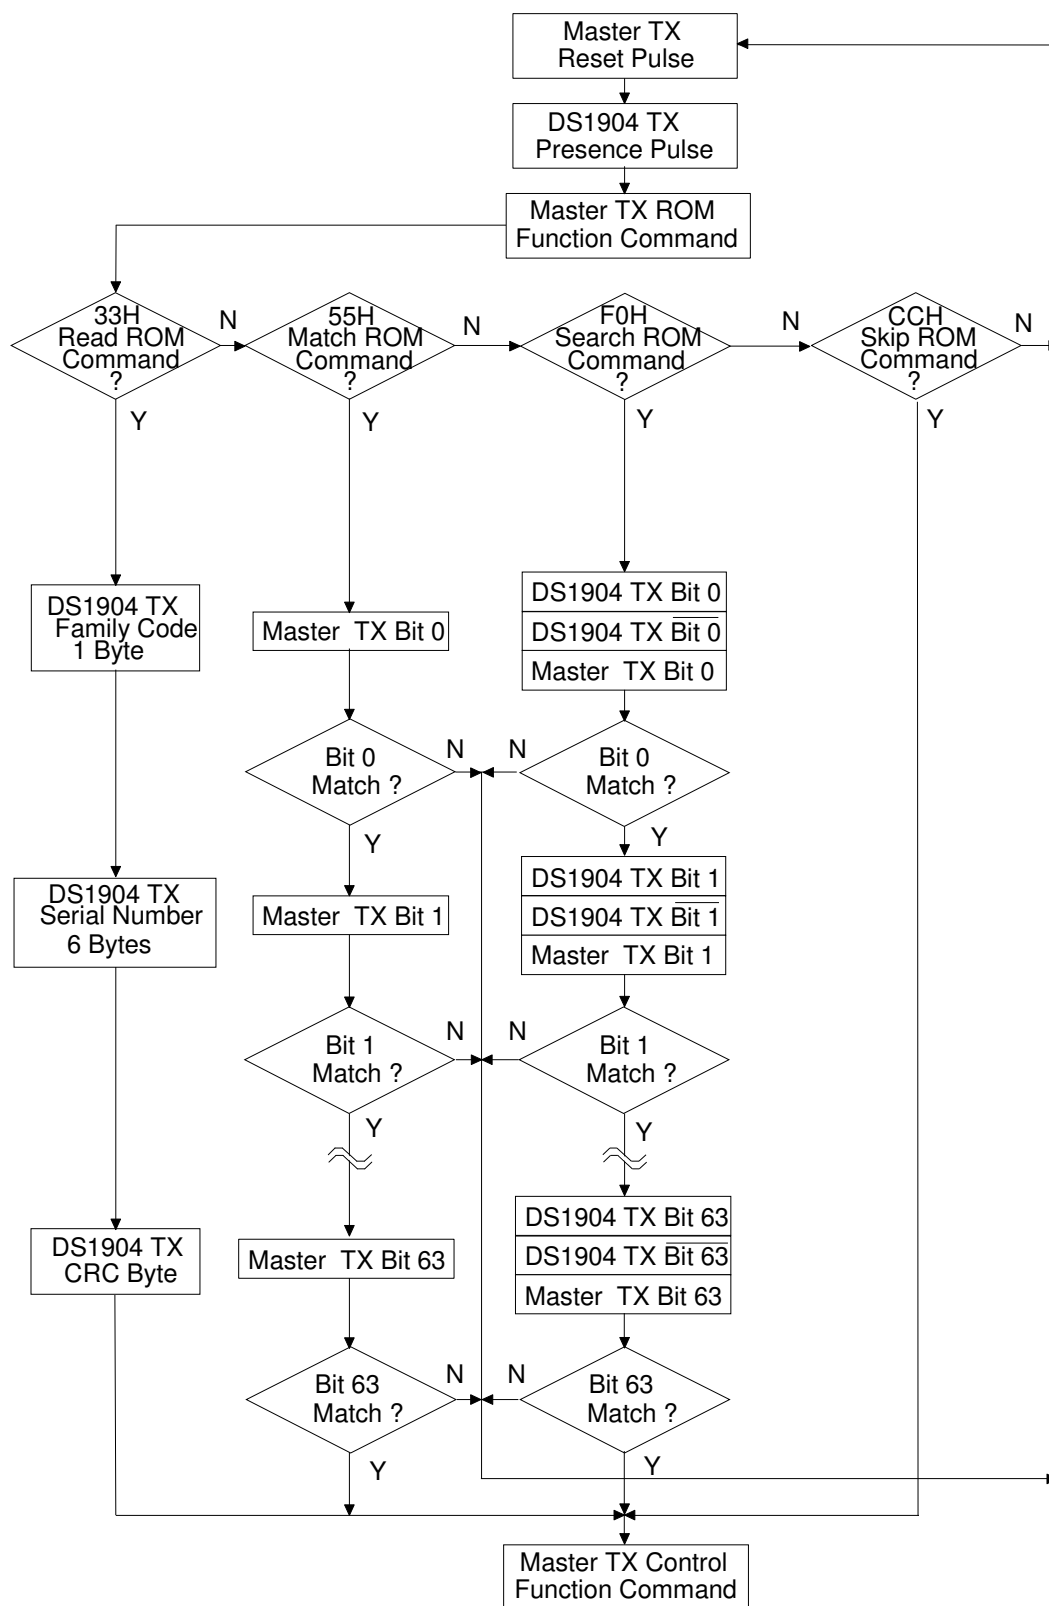 Master TX
Reset Pulse
DS1904 TX
Presence Pulse
Master TX ROM
Function Command
33H
Read ROM
Command
?
N
Y
55H
Match ROM
Command
?
N
Y
F0H
Search ROM
Command
?
N
Y
CCH
Skip ROM
Command
?
N
Y
DS1904 TX
Family Code
1 Byte
DS1904 TX
Serial Number
6 Bytes
DS1904 TX
CRC Byte
Master TX Bit 0
Bit 0
Match ?
N
Y
Master TX Bit 1
Bit 1
Match ?
N
Y
Master TX Bit 63
Bit 63
Match ?
N
Y
DS1904 TX Bit 0
DS1904 TX B̅i̅t̅ ̅0̅
Master TX Bit 0
Bit 0
Match ?
N
Y
DS1904 TX Bit 1
DS1904 TX B̅i̅t̅ ̅1̅
Master TX Bit 1
Bit 1
Match ?
N
Y
DS1904 TX Bit 63
DS1904 TX B̅i̅t̅ ̅6̅3̅
Master TX Bit 63
Bit 63
Match ?
N
Y
Master TX Control
Function Command